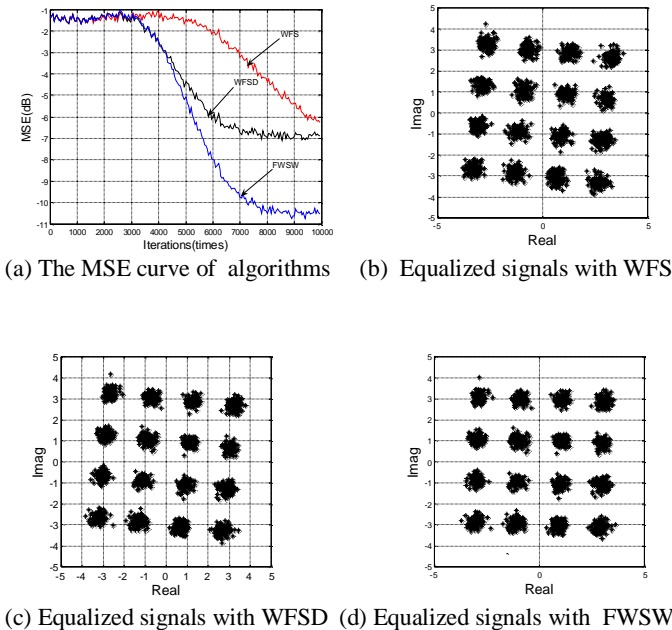 -1
-2
-3
-4
-5
-6
-7
-8
-9
-10
-11
MSE(dB)
WFS
WFSD
FWSW
0 1000 2000 3000 4000 5000 6000 7000 8000 9000 10000
Iterations(times)
5
4
3
2
1
0
-1
-2
-3
-4
-5
Imag
-5 0 5
Real
(a) The MSE curve of algorithms
(b) Equalized signals with WFS
5
4
3
2
1
0
-1
-2
-3
-4
-5
Imag
-5 -4 -3 -2 -1 0 1 2 3 4 5
Real
5
4
3
2
1
0
-1
-2
-3
-4
-5
Imag
-5 0 5
Real
(c) Equalized signals with WFSD
(d) Equalized signals with FWSW